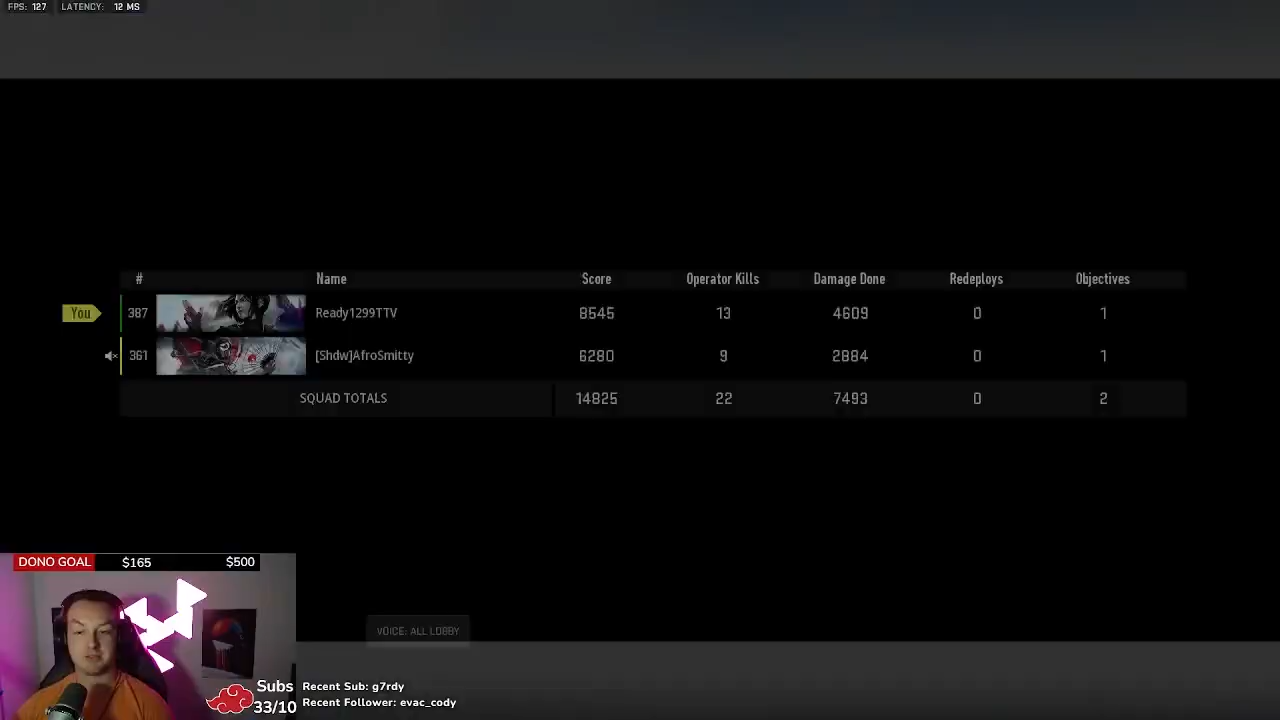 FPS: 127 LATENCY: 12 MS
# Name Score Operator Kills Damage Done Redeploys Objectives
You 387 Ready1299TTV 8545 13 4609 0 1
361 [Shdw]AfroSmitty 6280 9 2884 0 1
SQUAD TOTALS 14825 22 7493 0 2
DONO GOAL $165 $500
VOICE: ALL LOBBY
Subs 33/10
Recent Sub: g7rdy
Recent Follower: evac_cody